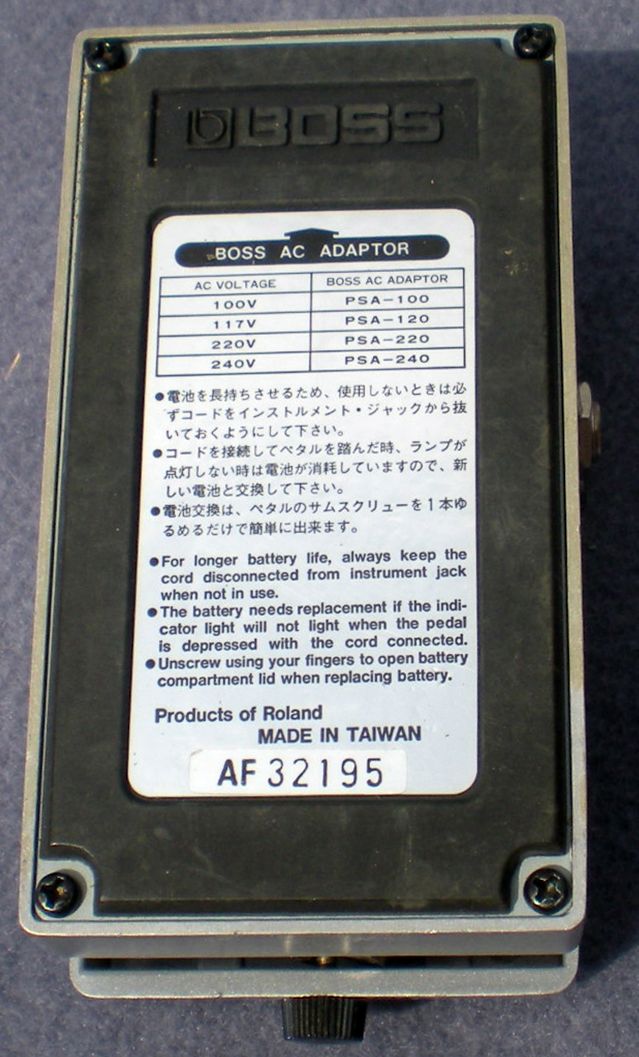 BOSS
BOSS AC ADAPTOR
AC VOLTAGE BOSS AC ADAPTOR
100V PSA-100
117V PSA-120
220V PSA-220
240V PSA-240
●電池を長持ちさせるため、使用しないときは必
ずコードをインストルメント・ジャックから抜
いておくようにして下さい。
●コードを接続してペタルを踏んだ時、ランプが
点灯しない時は電池が消耗していますので、新
しい電池と交換して下さい。
●電池交換は、ペタルのサムスクリューを1本ゆ
るめるだけで簡単に出来ます。
●For longer battery life, always keep the
cord disconnected from instrument jack
when not in use.
●The battery needs replacement if the indi-
cator light will not light when the pedal
is depressed with the cord connected.
●Unscrew using your fingers to open battery
compartment lid when replacing battery.
Products of Roland
MADE IN TAIWAN
AF 32195